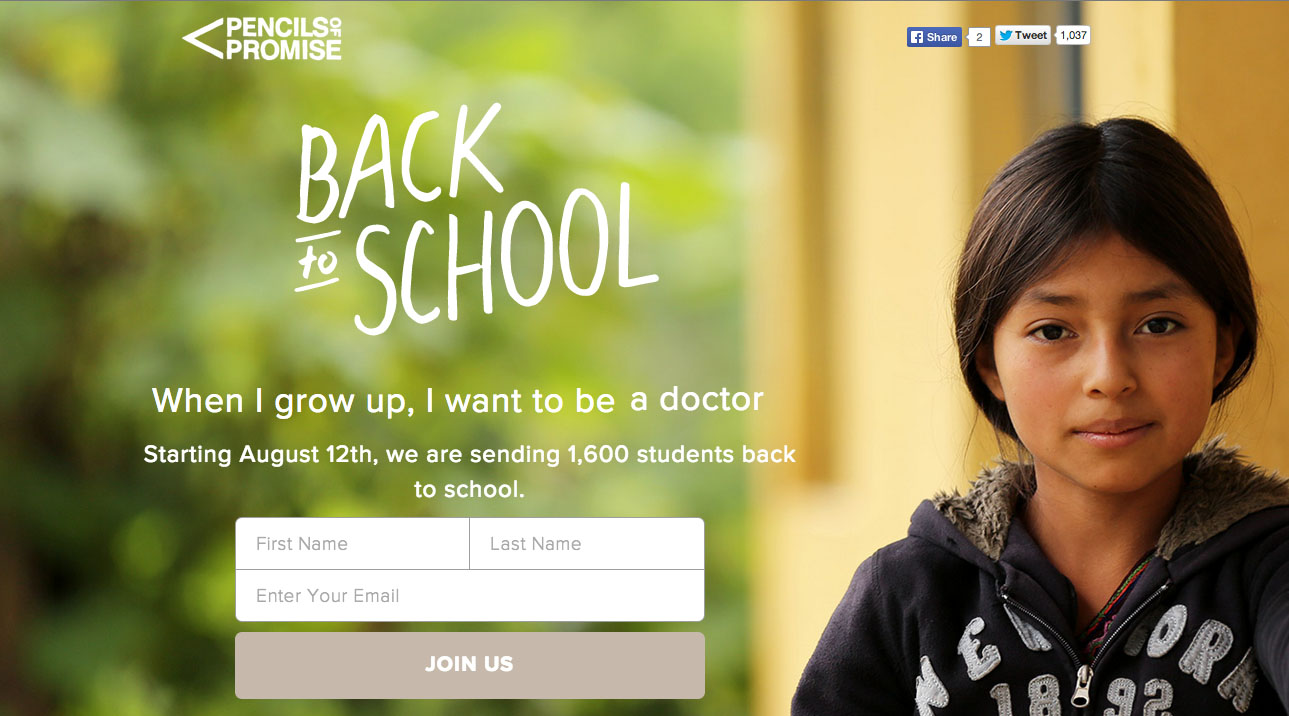 PENCILS OF
PROMISE
Share 2 Tweet 1,037
BACK
to SCHOOL
When I grow up, I want to be a doctor
Starting August 12th, we are sending 1,600 students back
to school.
First Name Last Name
Enter Your Email
JOIN US
NEW YORK
1892